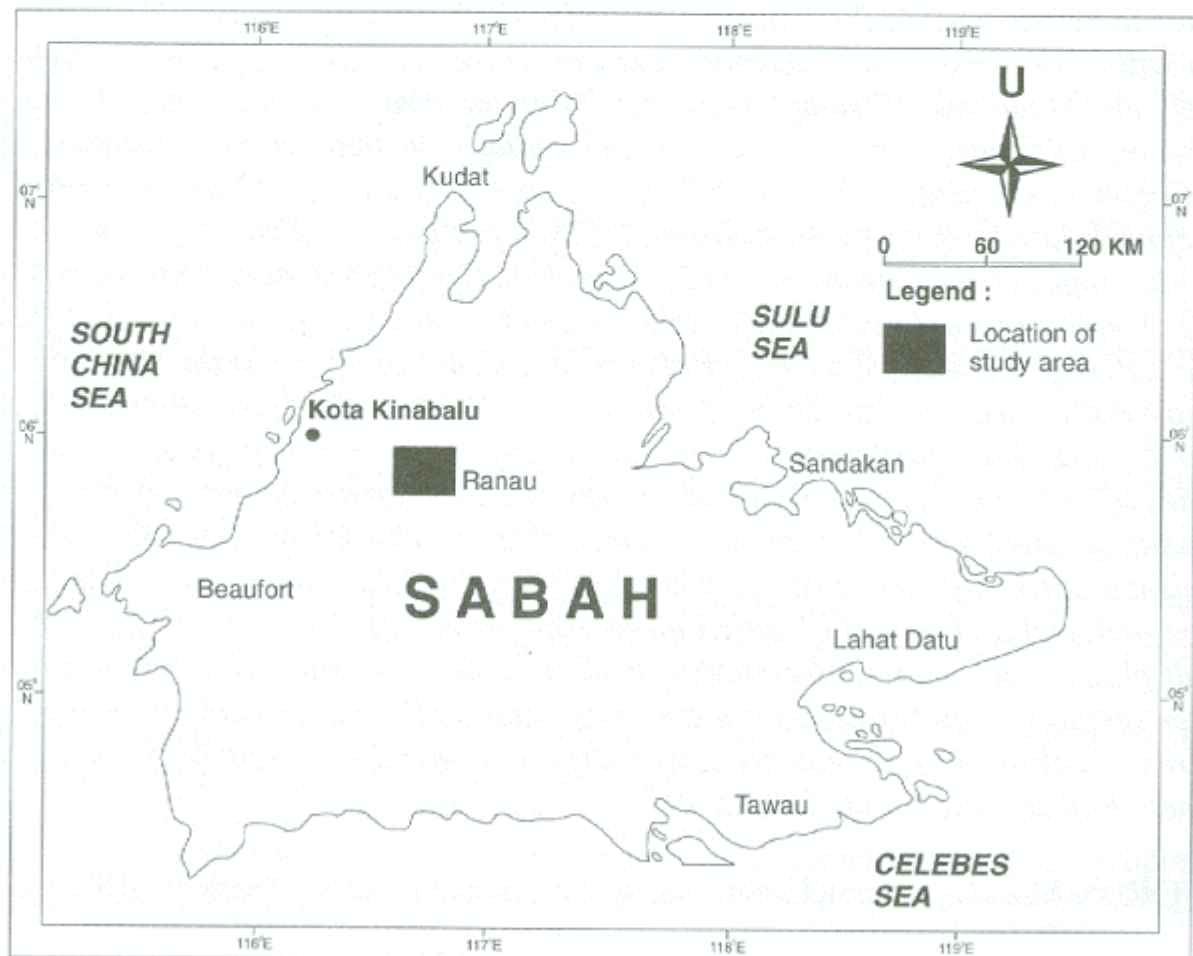 116°E 117°E 118°E 119°E
U
Kudat
07°
N
07°
N
0 60 120 KM
Legend :
Location of
study area
SOUTH
CHINA
SEA
SULU
SEA
Kota Kinabalu
06°
N
06°
N
Ranau
Sandakan
Beaufort
SABAH
Lahat Datu
05°
N
05°
N
Tawau
CELEBES
SEA
116°E 117°E 118°E 119°E